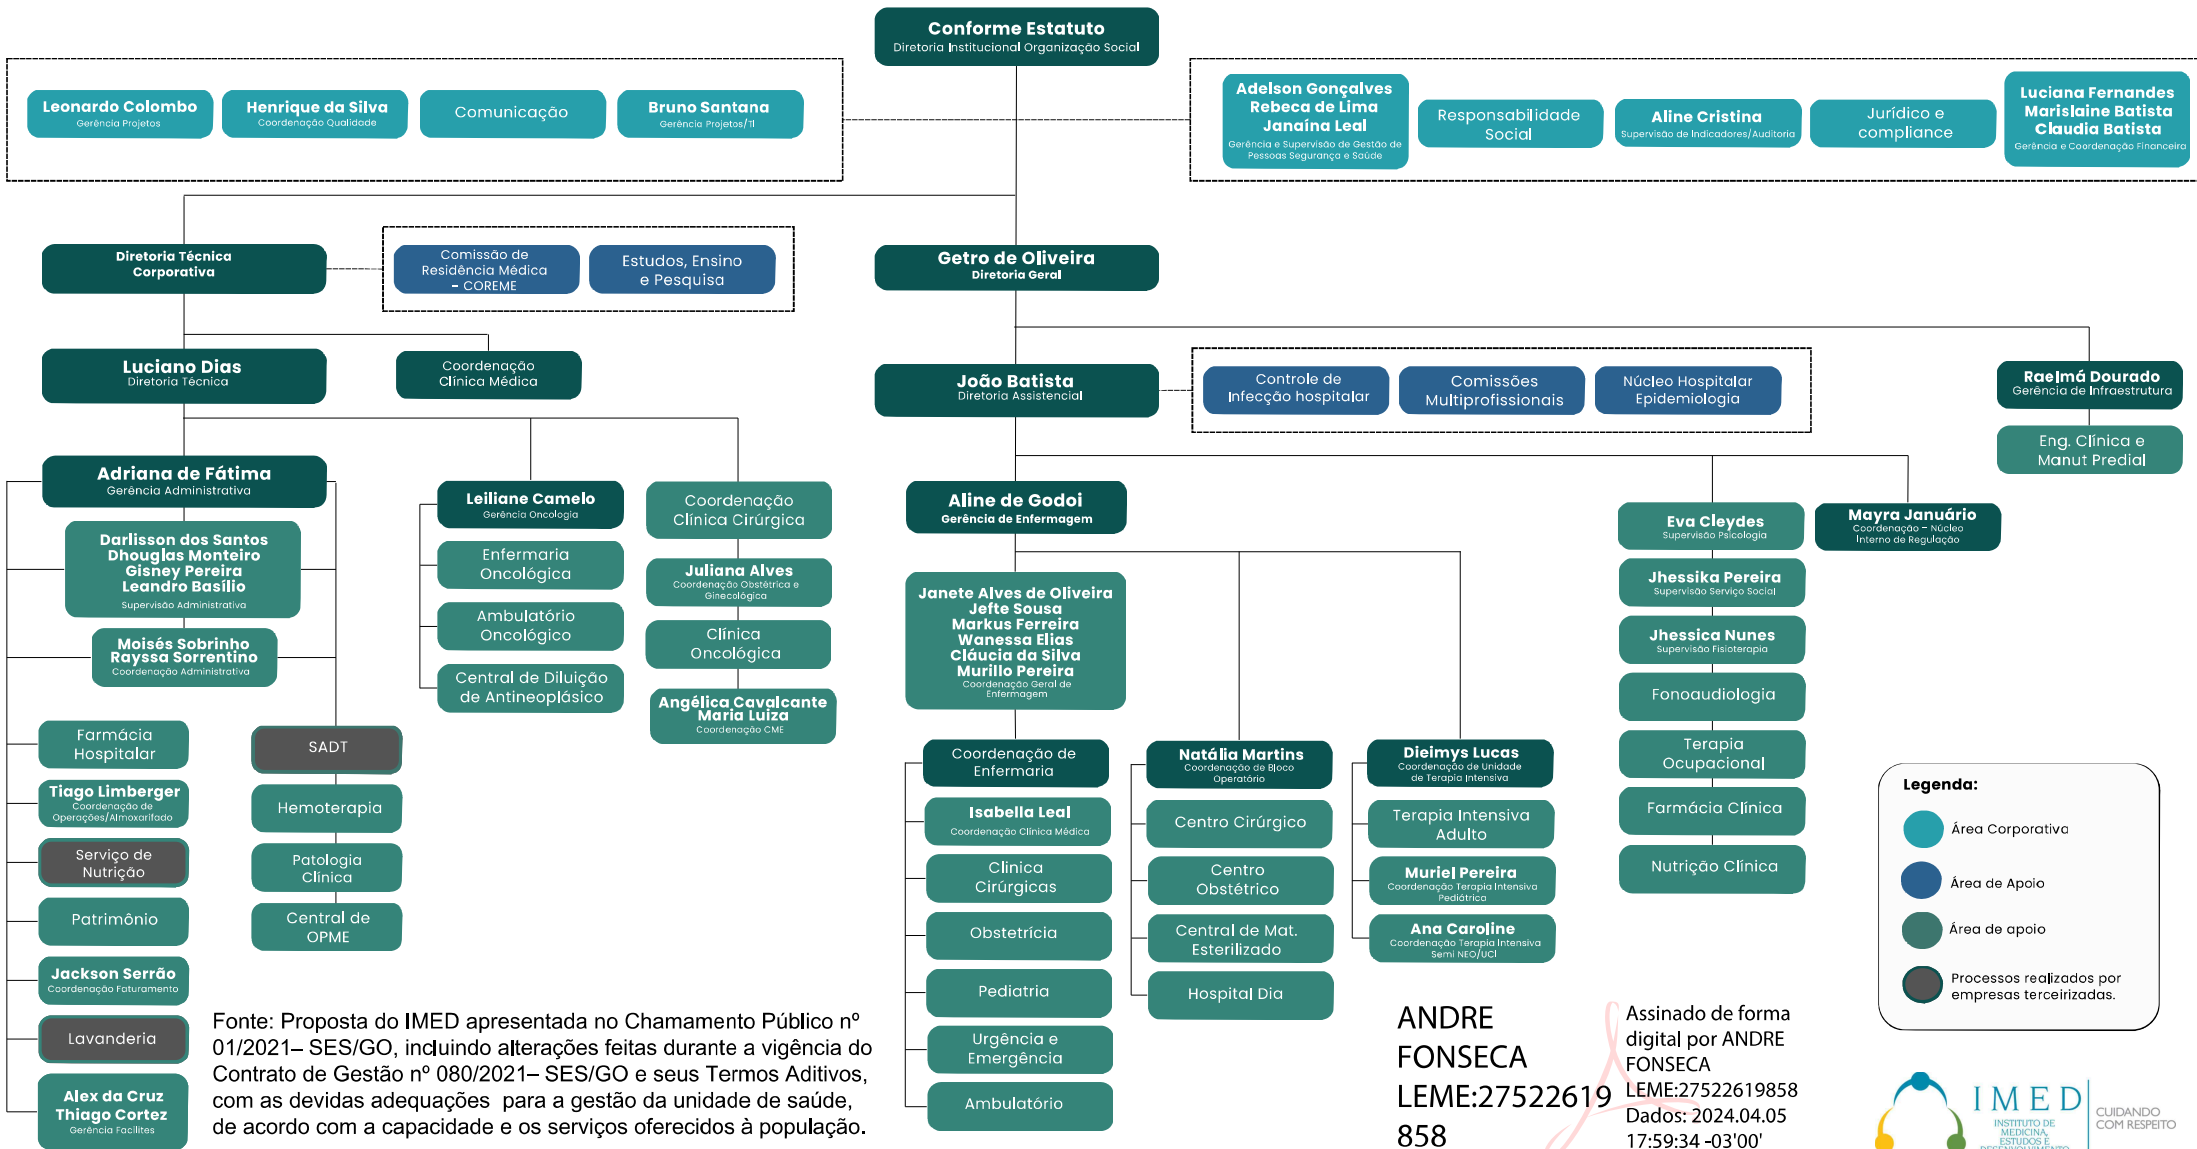 Conforme Estatuto
Diretoria Institucional Organização Social
Leonardo Colombo
Gerência Projetos
Henrique da Silva
Coordenação Qualidade
Comunicação
Bruno Santana
Gerência Projetos/TI
Adelson Gonçalves
Rebeca de Lima
Janaína Leal
Gerência e Supervisão de Gestão de
Pessoas Segurança e Saúde
Responsabilidade
Social
Aline Cristina
Supervisão de Indicadores/Auditoria
Jurídico e
compliance
Luciana Fernandes
Marislaine Batista
Claudia Batista
Gerência e Coordenação Financeira
Diretoria Técnica
Corporativa
Comissão de
Residência Médica
– COREME
Estudos, Ensino
e Pesquisa
Getro de Oliveira
Diretoria Geral
Luciano Dias
Diretoria Técnica
Coordenação
Clínica Médica
João Batista
Diretoria Assistencial
Controle de
Infecção hospitalar
Comissões
Multiprofissionais
Núcleo Hospitalar
Epidemiologia
Raelmá Dourado
Gerência de Infraestrutura
Eng. Clínica e
Manut Predial
Adriana de Fátima
Gerência Administrativa
Darlisson dos Santos
Dhouglas Monteiro
Gisney Pereira
Leandro Basílio
Supervisão Administrativa
Moisés Sobrinho
Rayssa Sorrentino
Coordenação Administrativa
Farmácia
Hospitalar
Tiago Limberger
Coordenação de
Operações/Almoxarifado
Serviço de
Nutrição
Patrimônio
Jackson Serrão
Coordenação Faturamento
Lavanderia
Alex da Cruz
Thiago Cortez
Gerência Facilites
SADT
Hemoterapia
Patologia
Clínica
Central de
OPME
Leiliane Camelo
Gerência Oncologia
Enfermaria
Oncológica
Ambulatório
Oncológico
Central de Diluição
de Antineoplásico
Coordenação
Clínica Cirúrgica
Juliana Alves
Coordenação Obstétrica e
Ginecológica
Clínica
Oncológica
Angélica Cavalcante
Maria Luiza
Coordenação CME
Aline de Godoi
Gerência de Enfermagem
Janete Alves de Oliveira
Jefte Sousa
Markus Ferreira
Wanessa Elias
Cláucia da Silva
Murillo Pereira
Coordenação Geral de
Enfermagem
Coordenação de
Enfermaria
Isabella Leal
Coordenação Clínica Médica
Clinica
Cirúrgicas
Obstetrícia
Pediatria
Urgência e
Emergência
Ambulatório
Natália Martins
Coordenação de Bloco
Operatório
Centro Cirúrgico
Centro
Obstétrico
Central de Mat.
Esterilizado
Hospital Dia
Dieimys Lucas
Coordenação de Unidade
de Terapia Intensiva
Terapia Intensiva
Adulto
Muriel Pereira
Coordenação Terapia Intensiva
Pediátrica
Ana Caroline
Coordenação Terapia Intensiva
Semi NEO/UCI
Eva Cleydes
Supervisão Psicologia
Jhessika Pereira
Supervisão Serviço Social
Jhessica Nunes
Supervisão Fisioterapia
Fonoaudiologia
Terapia
Ocupacional
Farmácia Clínica
Nutrição Clínica
Mayra Januário
Coordenação – Núcleo
Interno de Regulação
Legenda:
Área Corporativa
Área de Apoio
Área de apoio
Processos realizados por
empresas terceirizadas.
Fonte: Proposta do IMED apresentada no Chamamento Público nº
01/2021– SES/GO, incluindo alterações feitas durante a vigência do
Contrato de Gestão nº 080/2021– SES/GO e seus Termos Aditivos,
com as devidas adequações para a gestão da unidade de saúde,
de acordo com a capacidade e os serviços oferecidos à população.
ANDRE
FONSECA
LEME:27522619
858
Assinado de forma
digital por ANDRE
FONSECA
LEME:27522619858
Dados: 2024.04.05
17:59:34 -03'00'
IMED
INSTITUTO DE
MEDICINA,
ESTUDOS E
DESENVOLVIMENTO
CUIDANDO
COM RESPEITO